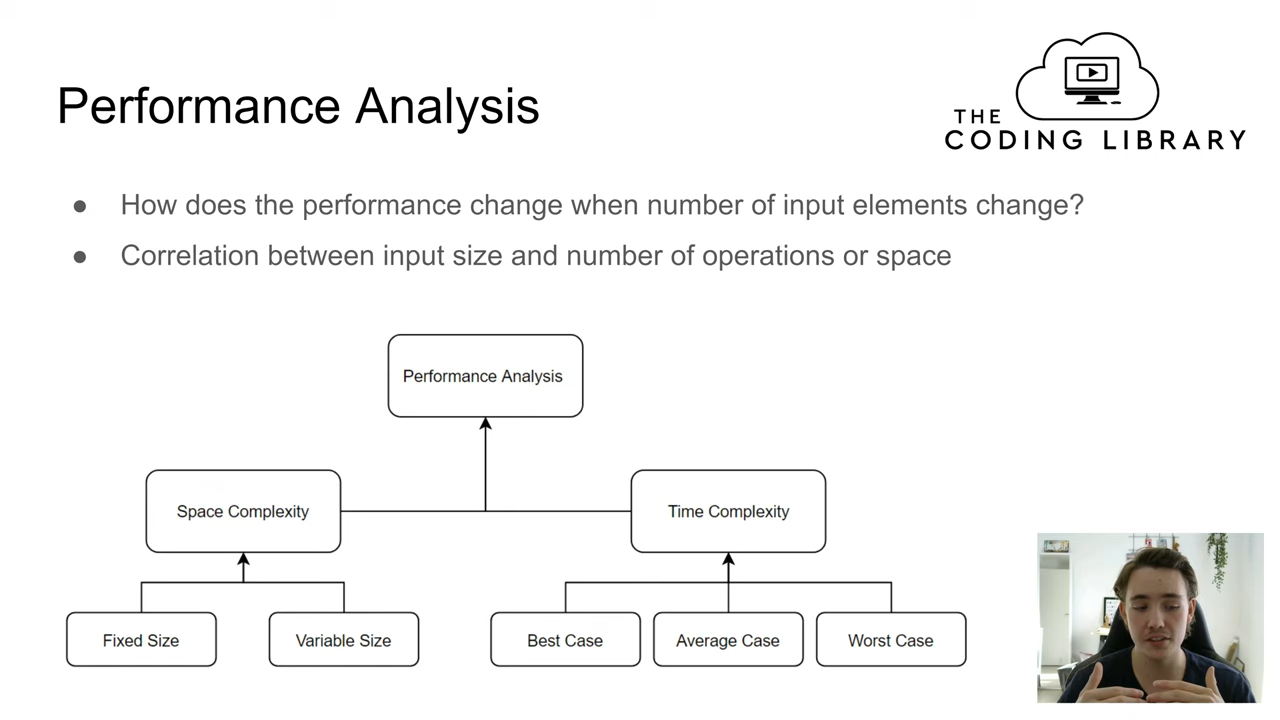 THE
CODING LIBRARY
Performance Analysis
● How does the performance change when number of input elements change?
● Correlation between input size and number of operations or space
Performance Analysis
Space Complexity
Time Complexity
Fixed Size
Variable Size
Best Case
Average Case
Worst Case